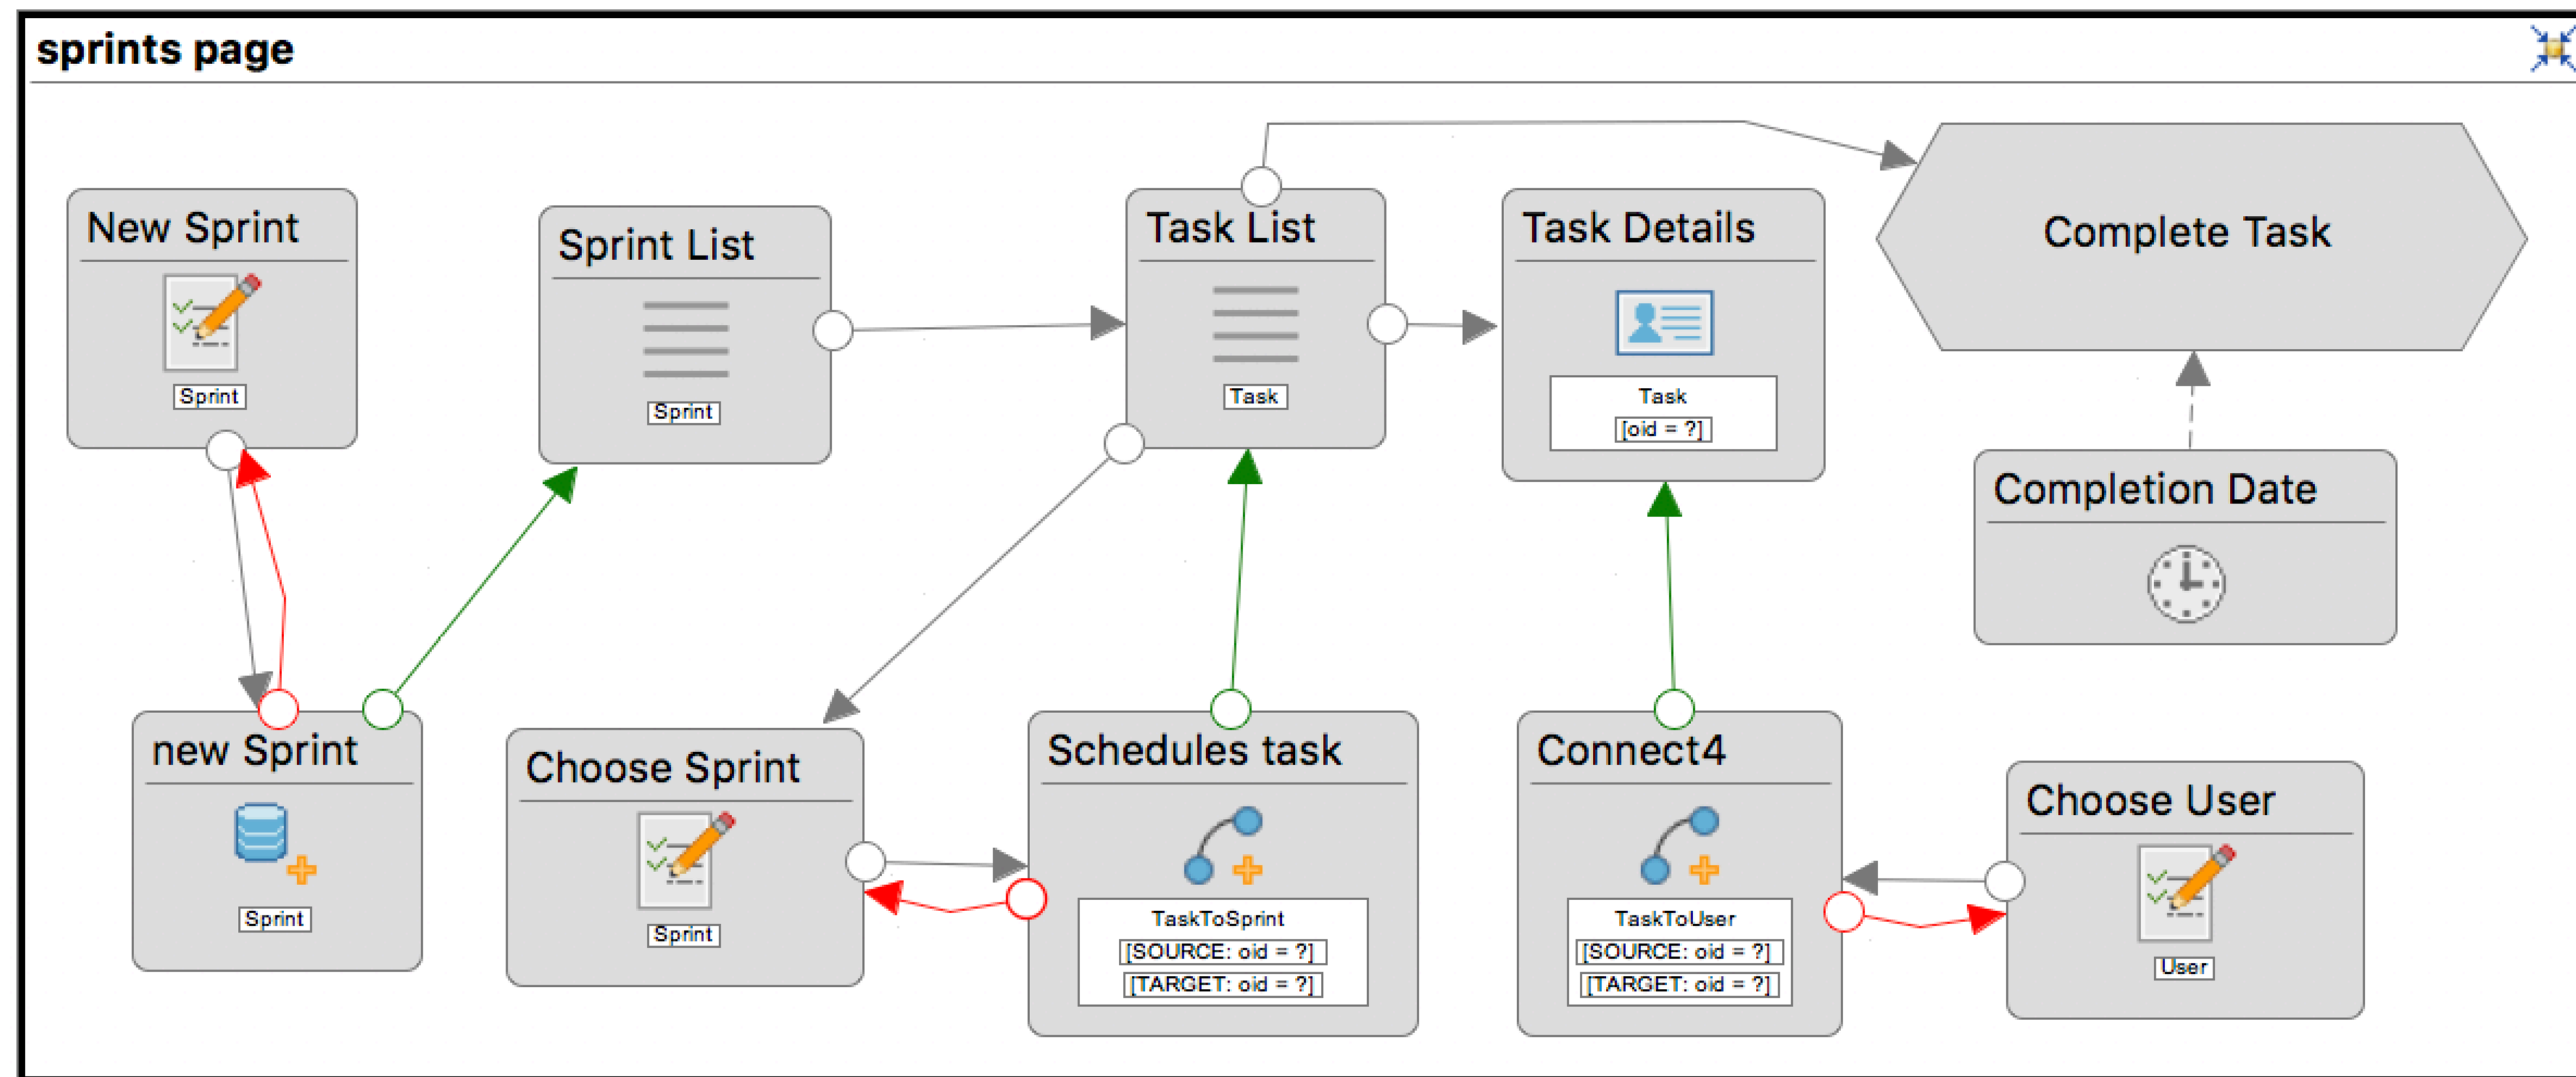 sprints page
New Sprint
Sprint
Sprint List
Sprint
Task List
Task
Task Details
Task
[oid = ?]
Complete Task
Completion Date
new Sprint
Sprint
Choose Sprint
Sprint
Schedules task
TaskToSprint
[SOURCE: oid = ?]
[TARGET: oid = ?]
Connect4
TaskToUser
[SOURCE: oid = ?]
[TARGET: oid = ?]
Choose User
User